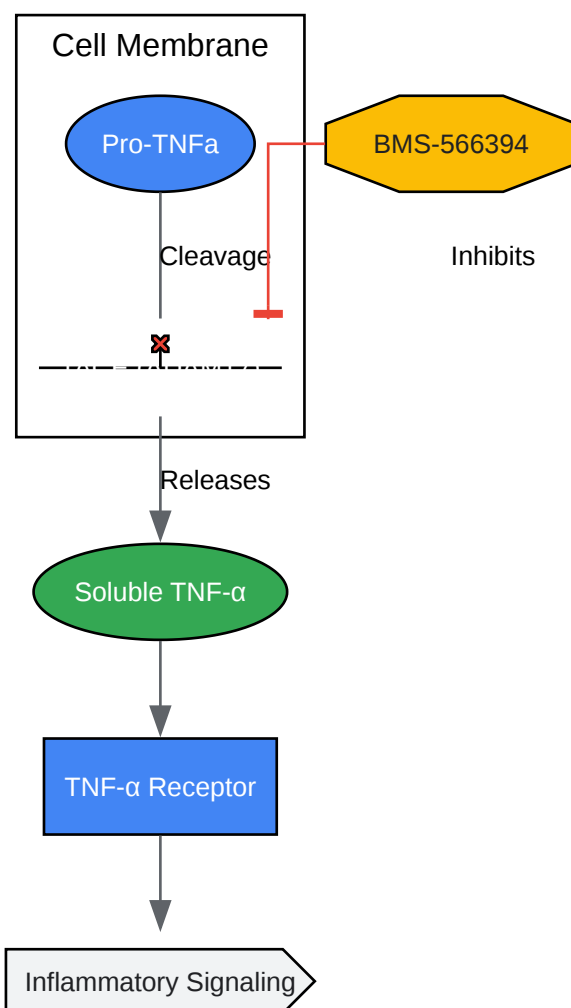 Cell Membrane
Pro-TNFa
BMS-566394
Cleavage
Inhibits
Releases
Soluble TNF-α
TNF-α Receptor
Inflammatory Signaling